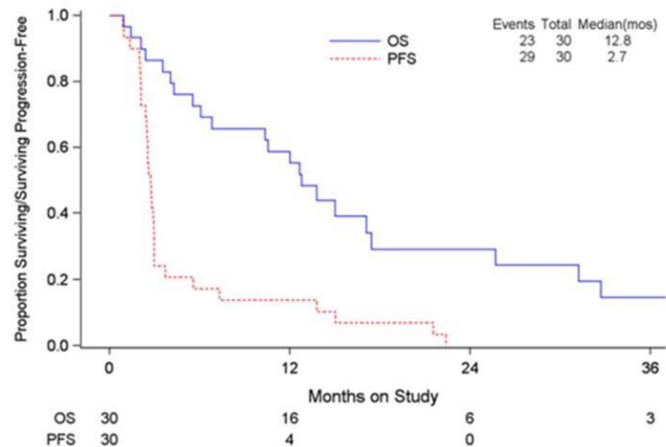 Events Total Median(mos)
OS 23 30 12.8
PFS 29 30 2.7
Proportion Surviving/Surviving Progression-Free
1.0
0.8
0.6
0.4
0.2
0.0
0 12 24 36
Months on Study
OS 30 16 6 3
PFS 30 4 0